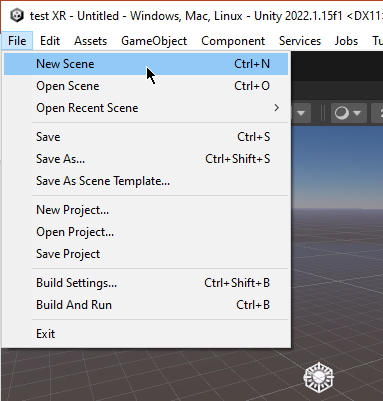 test XR - Untitled - Windows, Mac, Linux - Unity 2022.1.15f1 <DX11>
File Edit Assets GameObject Component Services Jobs
New Scene Ctrl+N
Open Scene Ctrl+O
Open Recent Scene
Save Ctrl+S
Save As... Ctrl+Shift+S
Save As Scene Template...
New Project...
Open Project...
Save Project
Build Settings... Ctrl+Shift+B
Build And Run Ctrl+B
Exit